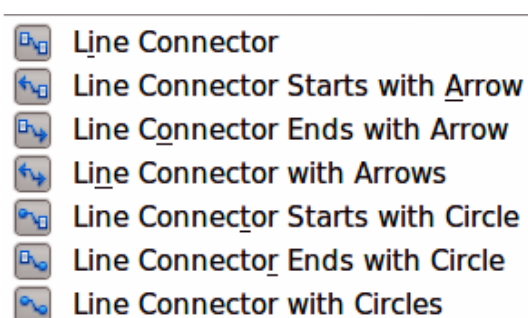 Line Connector
Line Connector Starts with Arrow
Line Connector Ends with Arrow
Line Connector with Arrows
Line Connector Starts with Circle
Line Connector Ends with Circle
Line Connector with Circles